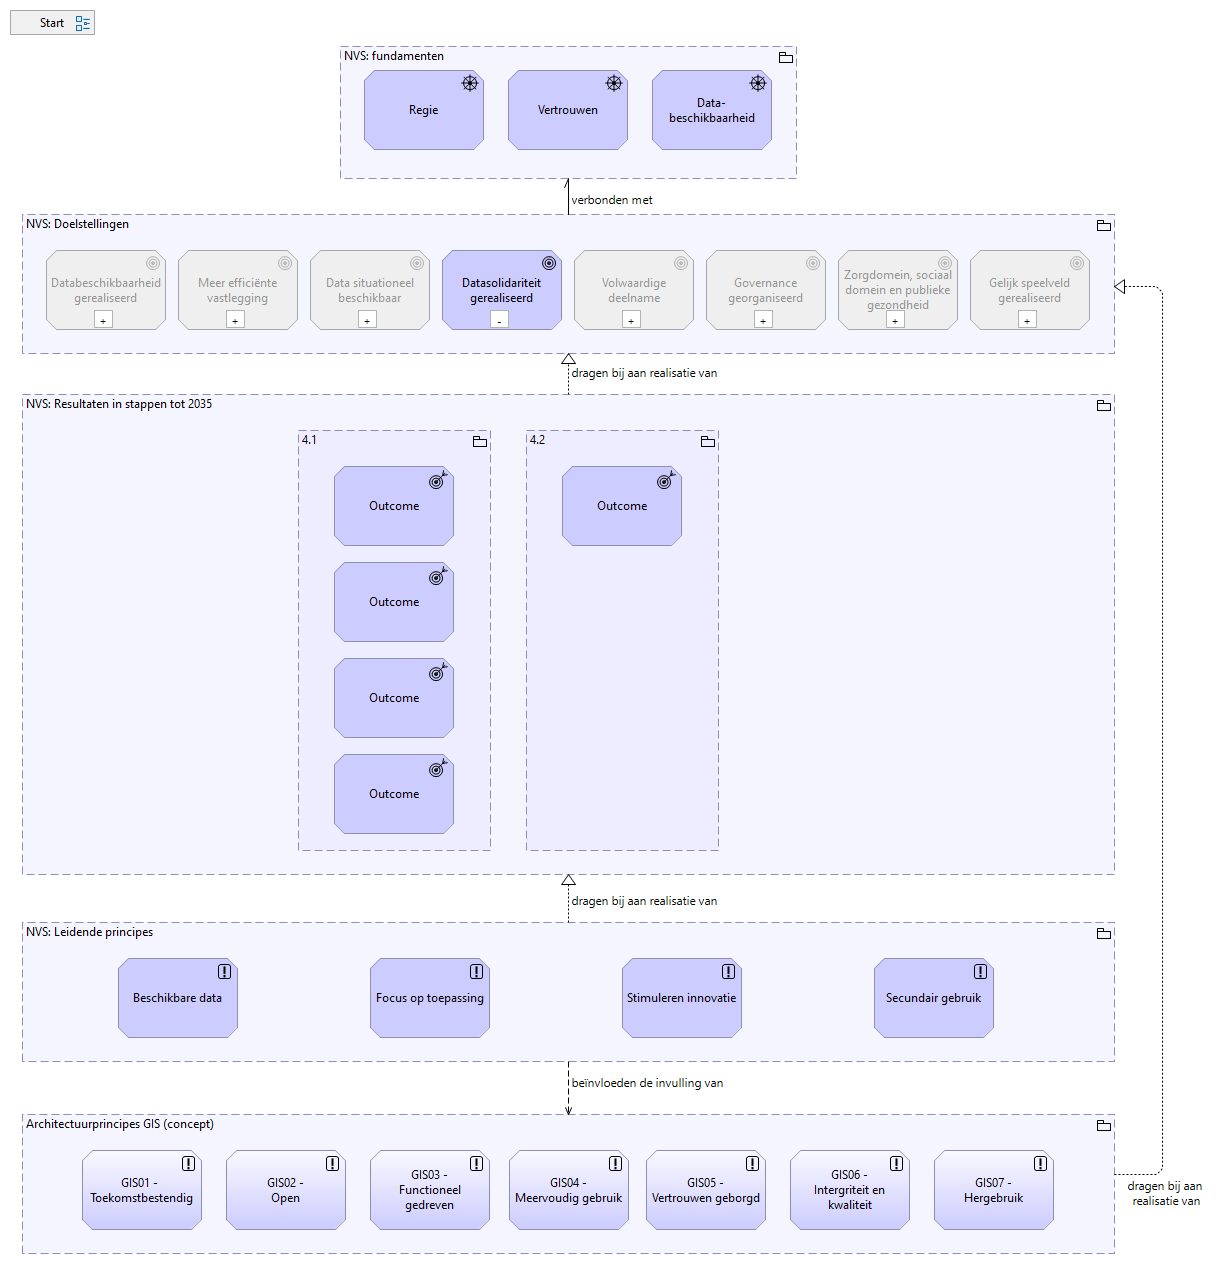 Start
NVS: fundamenten
Regie
Vertrouwen
Data-
beschikbaarheid
verbonden met
NVS: Doelstellingen
Databeschikbaarheid
gerealiseerd
+
Meer efficiënte
vastlegging
+
Data situationeel
beschikbaar
+
Datasolidariteit
gerealiseerd
-
Volwaardige
deelname
+
Governance
georganiseerd
+
Zorgdomein, sociaal
domein en publieke
gezondheid
+
Gelijk speelveld
gerealiseerd
+
dragen bij aan realisatie van
NVS: Resultaten in stappen tot 2035
4.1
Outcome
Outcome
Outcome
Outcome
4.2
Outcome
dragen bij aan realisatie van
NVS: Leidende principes
Beschikbare data
Focus op toepassing
Stimuleren innovatie
Secundair gebruik
beïnvloeden de invulling van
Architectuurprincipes GIS (concept)
GIS01 -
Toekomstbestendig
GIS02 -
Open
GIS03 -
Functioneel
gedreven
GIS04 -
Meervoudig gebruik
GIS05 -
Vertrouwen geborgd
GIS06 -
Intergriteit en
kwaliteit
GIS07 -
Hergebruik
dragen bij aan
realisatie van